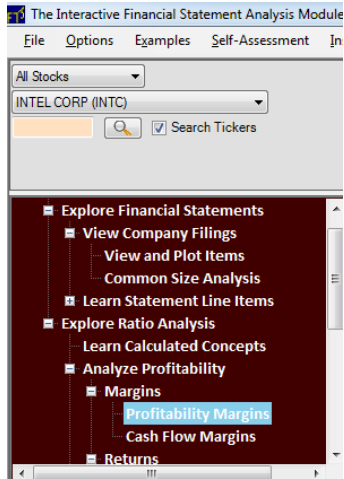 FTS The Interactive Financial Statement Analysis Module
File Options Examples Self-Assessment In
All Stocks
INTEL CORP (INTC)
Search Tickers
Explore Financial Statements
View Company Filings
View and Plot Items
Common Size Analysis
Learn Statement Line Items
Explore Ratio Analysis
Learn Calculated Concepts
Analyze Profitability
Margins
Profitability Margins
Cash Flow Margins
Returns